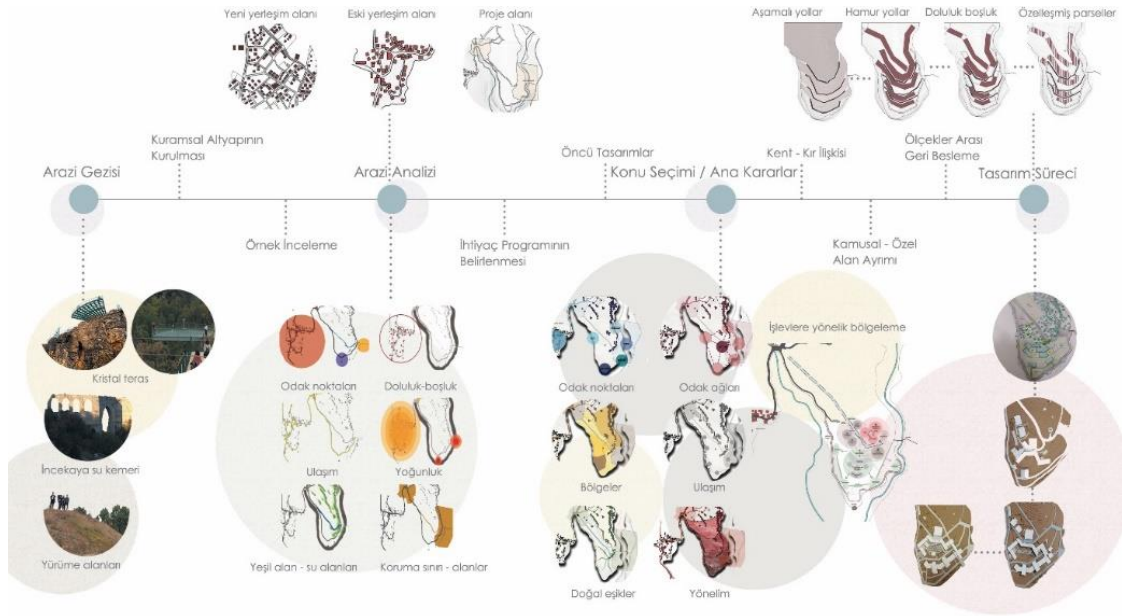 Yeni yerleşim alanı
Eski yerleşim alanı
Proje alanı
Aşamalı yollar
Hamur yollar
Doluluk boşluk
Özelleşmiş parseller
Kuramsal Altyapının
Kurulması
Öncü Tasarımlar
Kent - Kır İlişkisi
Ölçekler Arası
Geri Besleme
Arazi Gezisi
Arazi Analizi
Konu Seçimi / Ana Kararlar
Tasarım Süreci
Örnek İnceleme
İhtiyaç Programının
Belirlenmesi
Kamusal - Özel
Alan Ayrımı
Kristal teras
İncekaya su kemeri
Yürüme alanları
Odak noktaları
Doluluk-boşluk
Ulaşım
Yoğunluk
Yeşil alan - su alanları
Koruma sınırı - alanlar
Odak noktaları
Odak ağları
Bölgeler
Ulaşım
Doğal eşikler
Yönelim
İşlevlere yönelik bölgeleme